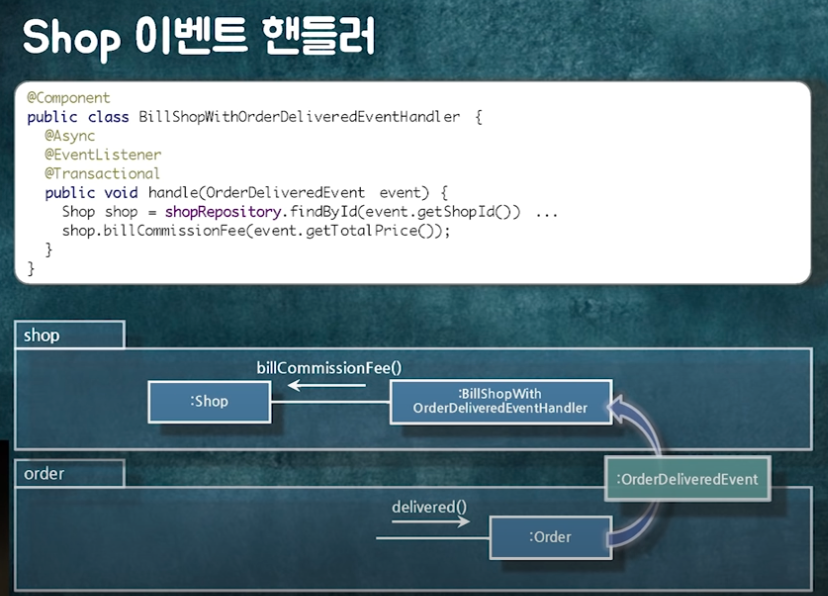 Shop 이벤트 핸들러
@Component
public class BillShopWithOrderDeliveredEventHandler {
@Async
@EventListener
@Transactional
public void handle(OrderDeliveredEvent event) {
Shop shop = shopRepository.findById(event.getShopId()) ...
shop.billCommissionFee(event.getTotalPrice());
}
}
shop
billCommissionFee()
:Shop
:BillShopWith
OrderDeliveredEventHandler
order
:OrderDeliveredEvent
delivered()
:Order